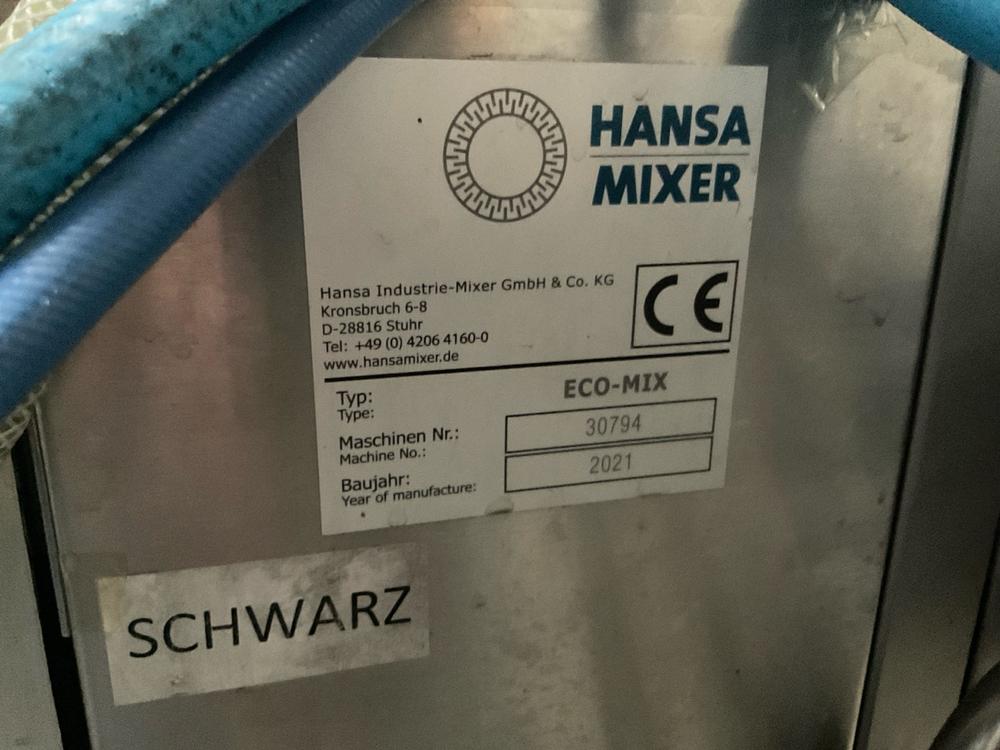 HANSA
MIXER
Hansa Industrie-Mixer GmbH & Co. KG
Kronsbruch 6-8
D-28816 Stuhr
Tel: +49 (0) 4206 4160-0
www.hansamixer.de
CE
Typ: ECO-MIX
Type:
Maschinen Nr.: 30794
Machine No.:
Baujahr: 2021
Year of manufacture:
SCHWARZ